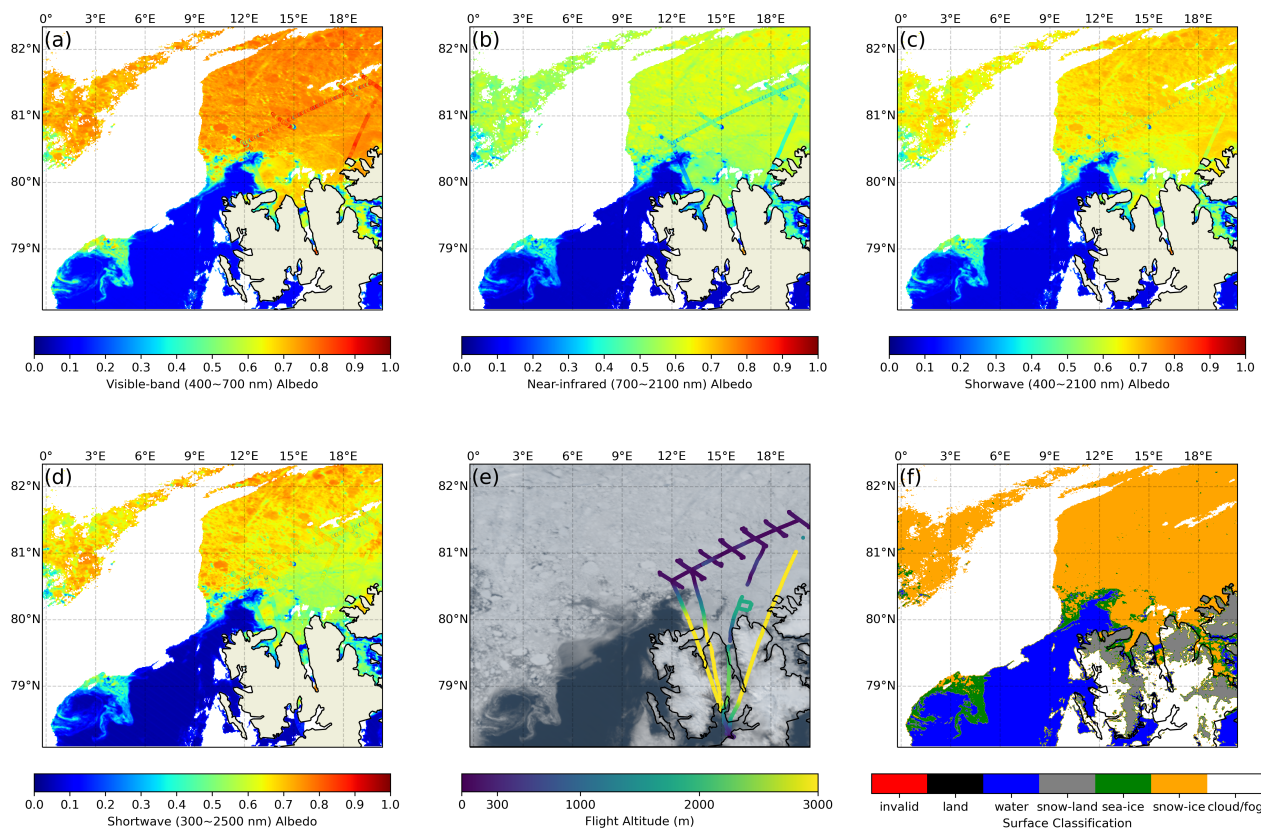 0° 3°E 6°E 9°E 12°E 15°E 18°E
0° 3°E 6°E 9°E 12°E 15°E 18°E
0° 3°E 6°E 9°E 12°E 15°E 18°E
(a)
(b)
(c)
82°N
81°N
80°N
79°N
82°N
81°N
80°N
79°N
82°N
81°N
80°N
79°N
0.0 0.1 0.2 0.3 0.4 0.5 0.6 0.7 0.8 0.9 1.0
Visible-band (400~700 nm) Albedo
0.0 0.1 0.2 0.3 0.4 0.5 0.6 0.7 0.8 0.9 1.0
Near-infrared (700~2100 nm) Albedo
0.0 0.1 0.2 0.3 0.4 0.5 0.6 0.7 0.8 0.9 1.0
Shorwave (400~2100 nm) Albedo
0° 3°E 6°E 9°E 12°E 15°E 18°E
0° 3°E 6°E 9°E 12°E 15°E 18°E
0° 3°E 6°E 9°E 12°E 15°E 18°E
(d)
(e)
(f)
82°N
81°N
80°N
79°N
82°N
81°N
80°N
79°N
82°N
81°N
80°N
79°N
0.0 0.1 0.2 0.3 0.4 0.5 0.6 0.7 0.8 0.9 1.0
Shortwave (300~2500 nm) Albedo
0 300 1000 2000 3000
Flight Altitude (m)
invalid land water snow-land sea-ice snow-ice cloud/fog
Surface Classification